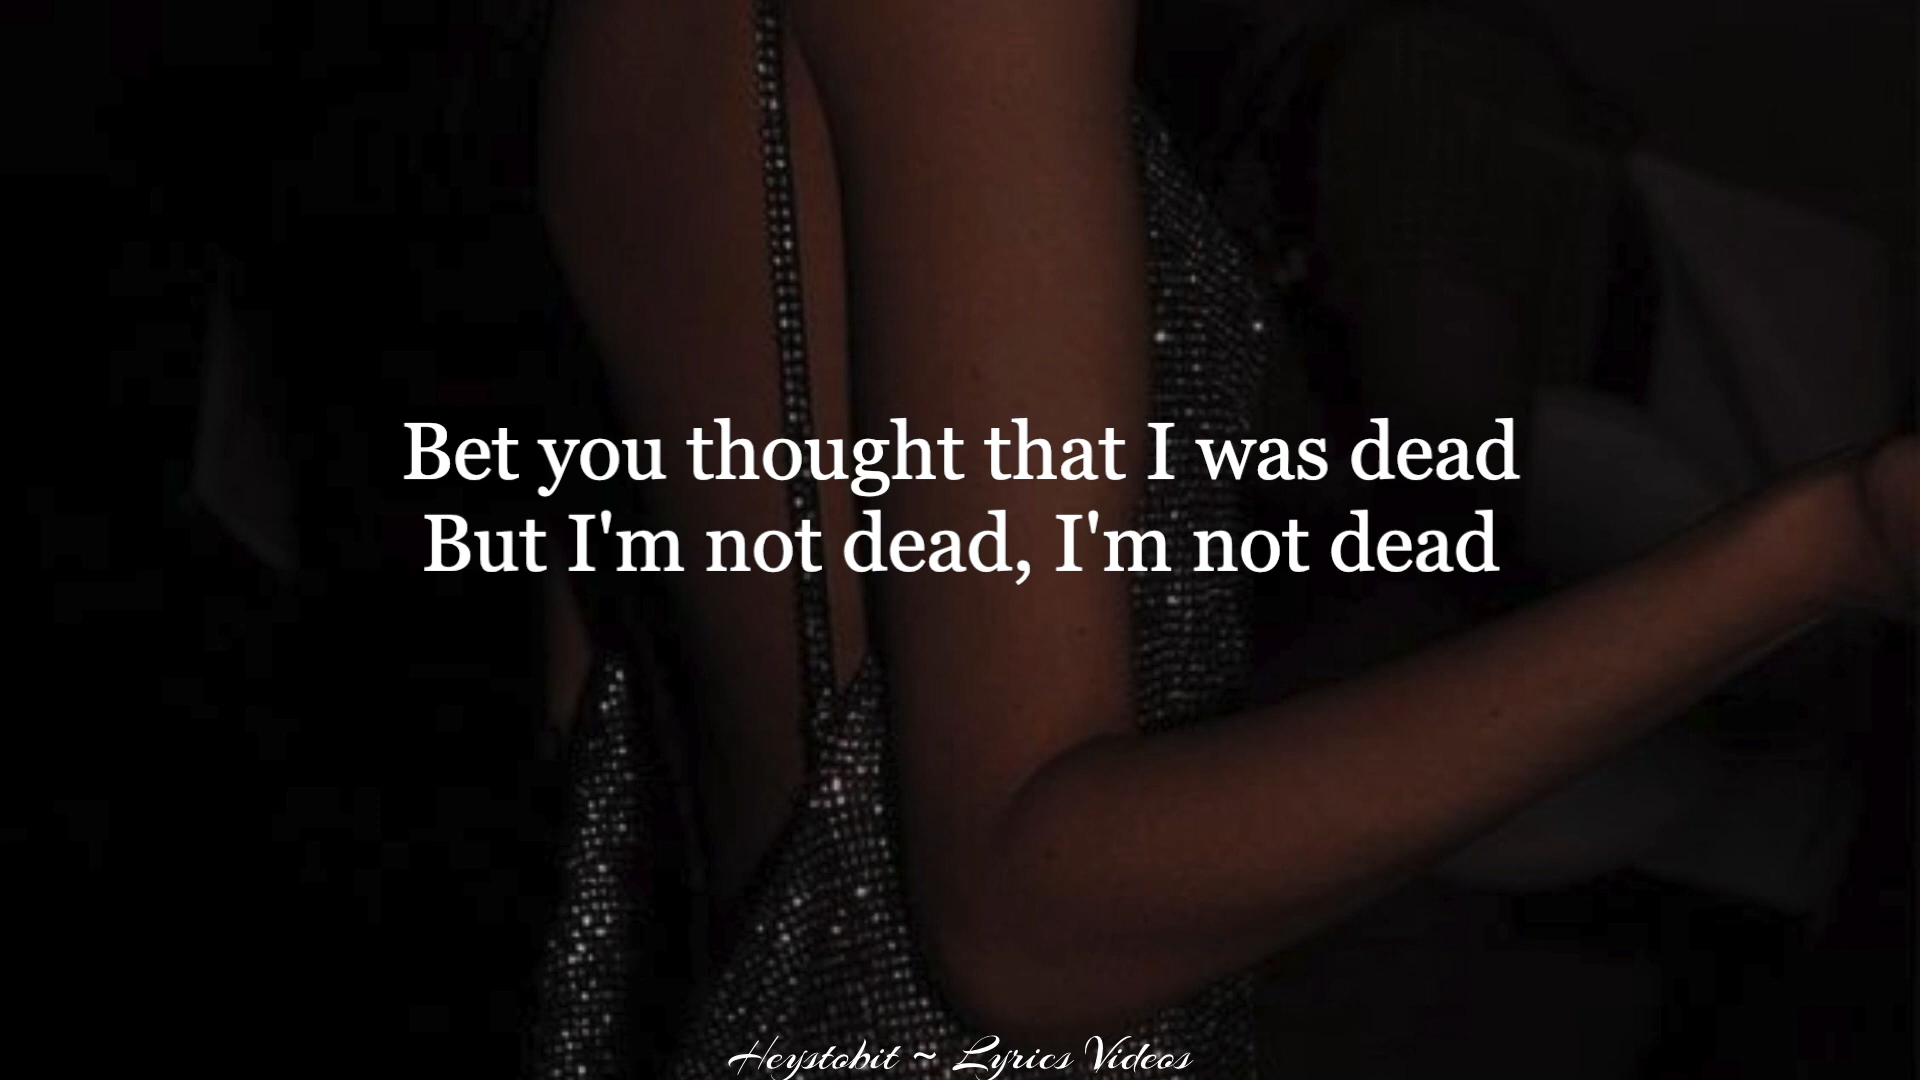 Bet you thought that I was dead
But I'm not dead, I'm not dead
Heystobit ~ Lyrics Videos